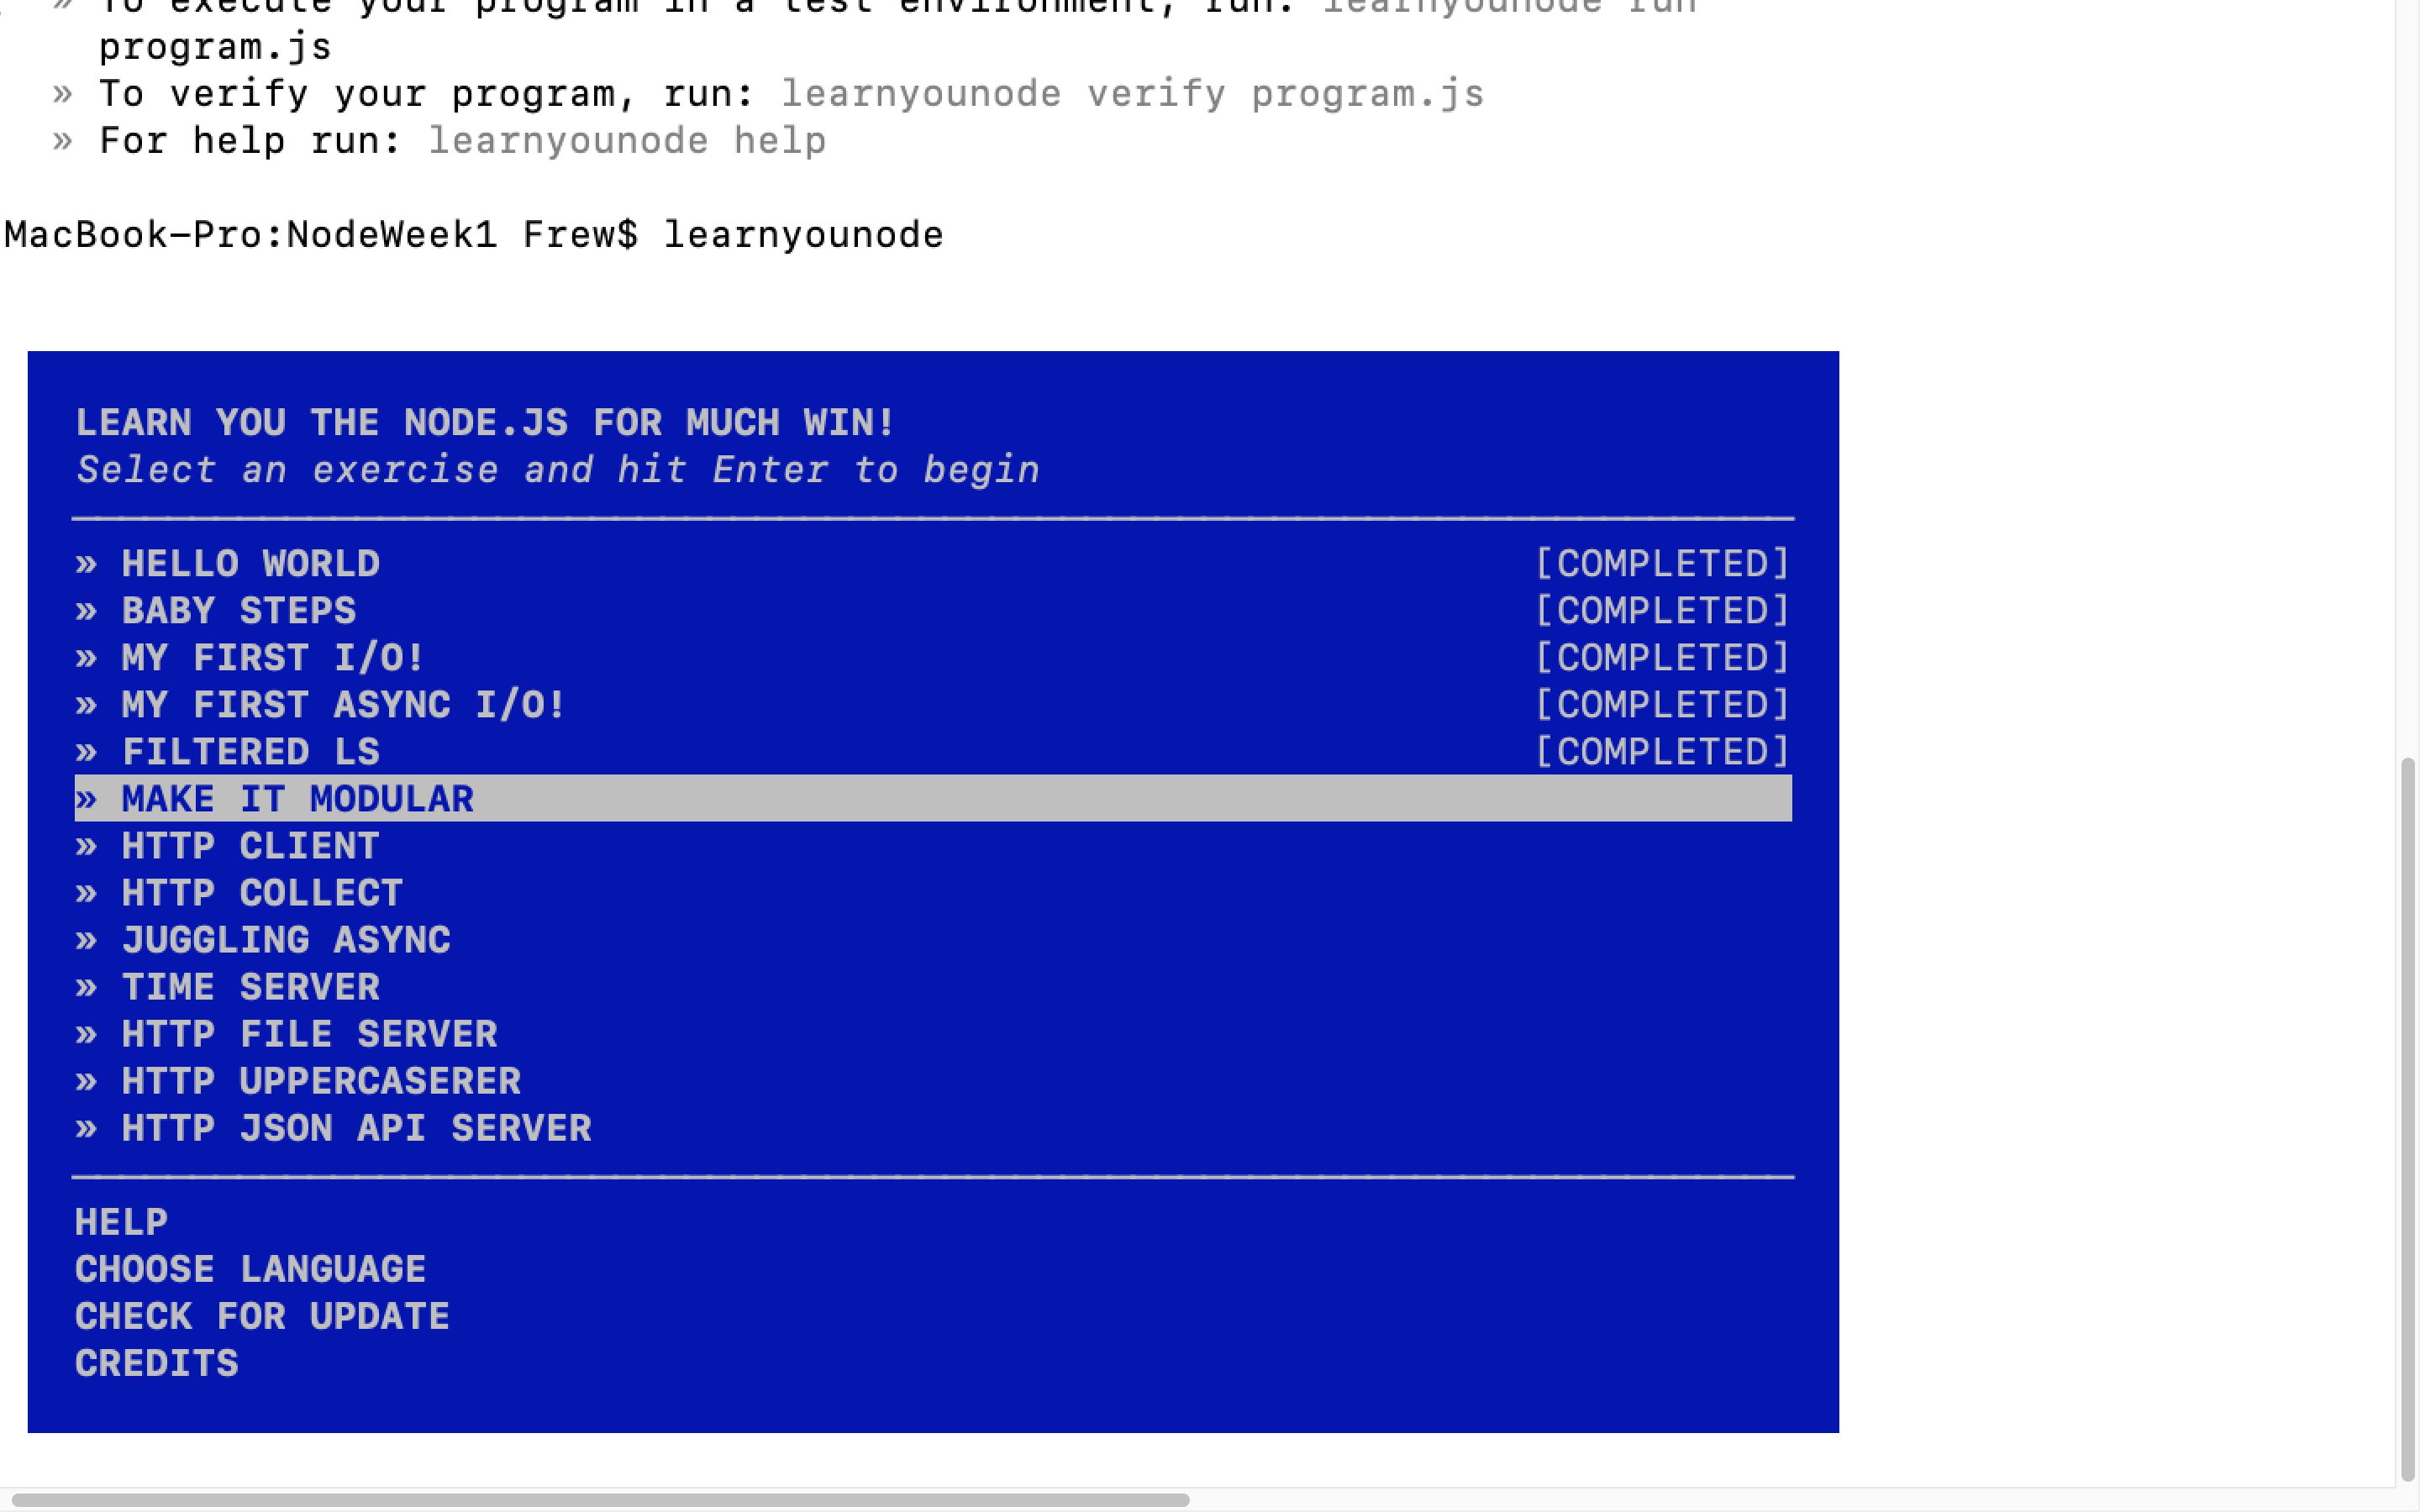 » To execute your program in a test environment, run: learnyounode run
program.js
» To verify your program, run: learnyounode verify program.js
» For help run: learnyounode help
MacBook-Pro:NodeWeek1 Frew$ learnyounode
LEARN YOU THE NODE.JS FOR MUCH WIN!
Select an exercise and hit Enter to begin
» HELLO WORLD [COMPLETED]
» BABY STEPS [COMPLETED]
» MY FIRST I/O! [COMPLETED]
» MY FIRST ASYNC I/O! [COMPLETED]
» FILTERED LS [COMPLETED]
» MAKE IT MODULAR
» HTTP CLIENT
» HTTP COLLECT
» JUGGLING ASYNC
» TIME SERVER
» HTTP FILE SERVER
» HTTP UPPERCASERER
» HTTP JSON API SERVER
HELP
CHOOSE LANGUAGE
CHECK FOR UPDATE
CREDITS